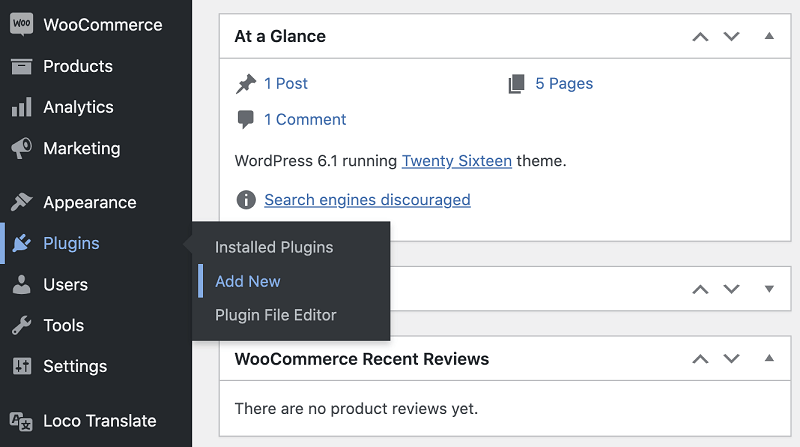 Woo
WooCommerce
Products
Analytics
Marketing
Appearance
Plugins
Users
Tools
Settings
Loco Translate
Installed Plugins
Add New
Plugin File Editor
At a Glance
1 Post
5 Pages
1 Comment
WordPress 6.1 running Twenty Sixteen theme.
Search engines discouraged
WooCommerce Recent Reviews
There are no product reviews yet.